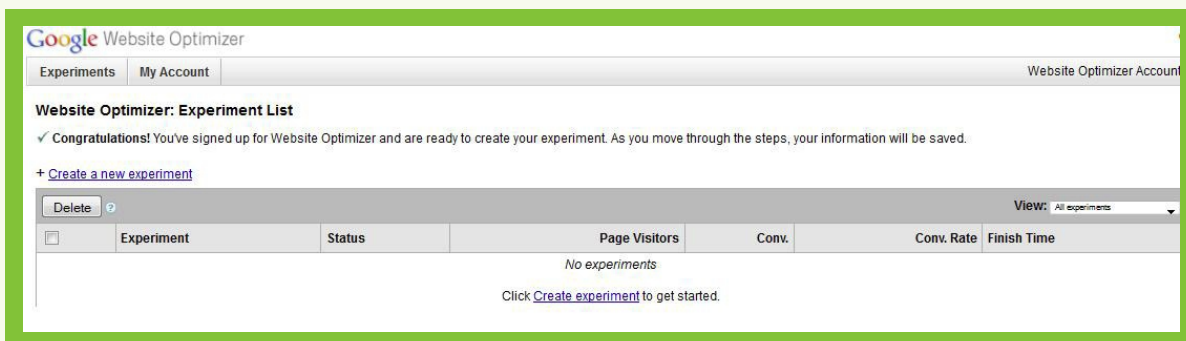 Google Website Optimizer
Experiments My Account Website Optimizer Account
Website Optimizer: Experiment List
✓ Congratulations! You've signed up for Website Optimizer and are ready to create your experiment. As you move through the steps, your information will be saved.
+ Create a new experiment
Delete ? View: All experiments
Experiment Status Page Visitors Conv. Conv. Rate Finish Time
No experiments
Click Create experiment to get started.